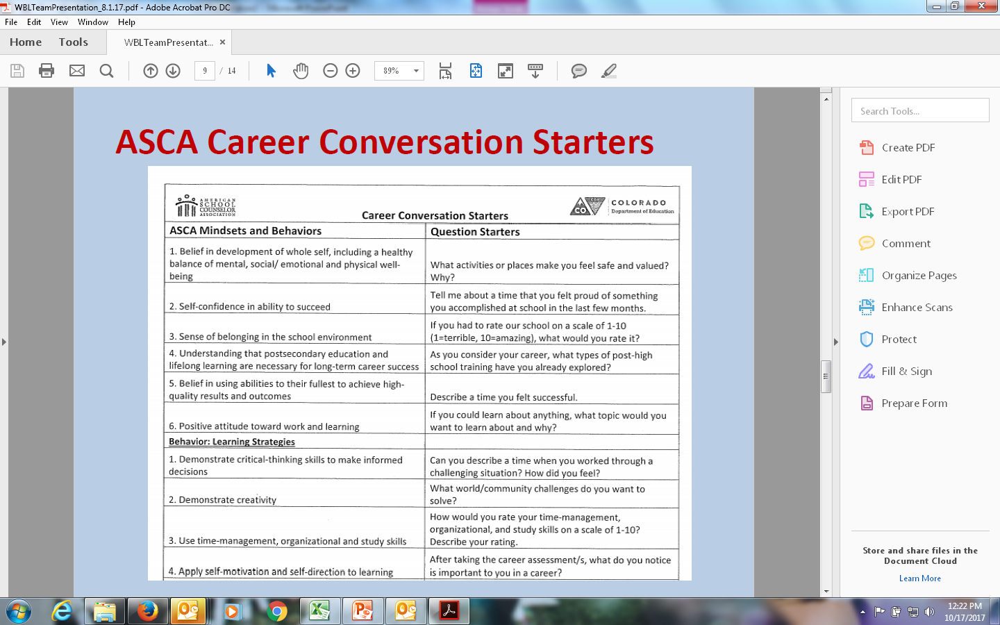 WBLTeamPresentation_8.1.17.pdf - Adobe Acrobat Pro DC
File Edit View Window Help
Home Tools WBLTeamPresentat... ×
9 / 14 89%
ASCA Career Conversation Starters
AMERICAN
SCHOOL
COUNSELOR
ASSOCIATION
Career Conversation Starters
CO CDE
COLORADO
Department of Education
ASCA Mindsets and Behaviors
Question Starters
1. Belief in development of whole self, including a healthy
balance of mental, social/ emotional and physical well-
being
What activities or places make you feel safe and valued?
Why?
2. Self-confidence in ability to succeed
Tell me about a time that you felt proud of something
you accomplished at school in the last few months.
3. Sense of belonging in the school environment
If you had to rate our school on a scale of 1-10
(1=terrible, 10=amazing), what would you rate it?
4. Understanding that postsecondary education and
lifelong learning are necessary for long-term career success
As you consider your career, what types of post-high
school training have you already explored?
5. Belief in using abilities to their fullest to achieve high-
quality results and outcomes
Describe a time you felt successful.
6. Positive attitude toward work and learning
If you could learn about anything, what topic would you
want to learn about and why?
Behavior: Learning Strategies
1. Demonstrate critical-thinking skills to make informed
decisions
Can you describe a time when you worked through a
challenging situation? How did you feel?
2. Demonstrate creativity
What world/community challenges do you want to
solve?
3. Use time-management, organizational and study skills
How would you rate your time-management,
organizational, and study skills on a scale of 1-10?
Describe your rating.
4. Apply self-motivation and self-direction to learning
After taking the career assessment/s, what do you notice
is important to you in a career?
Search Tools...
Create PDF
Edit PDF
Export PDF
Comment
Organize Pages
Enhance Scans
Protect
Fill & Sign
Prepare Form
Store and share files in the
Document Cloud
Learn More
12:22 PM
10/17/2017